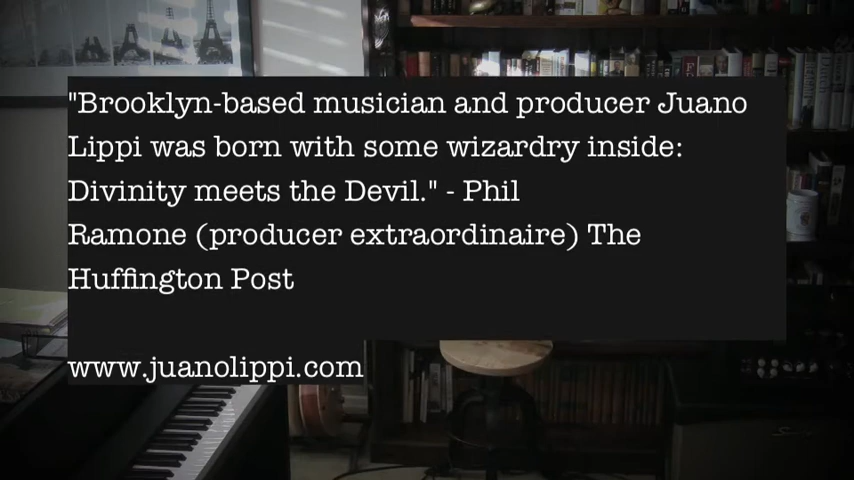 "Brooklyn-based musician and producer Juano
Lippi was born with some wizardry inside:
Divinity meets the Devil." - Phil
Ramone (producer extraordinaire) The
Huffington Post
www.juanolippi.com